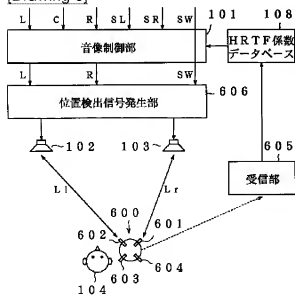 [Drawing 6]
L C R SL SR SW 101 108
音像制御部 HRTF係数
データベース
L R SW
位置検出信号発生部 606
605
102 103
受信部
Ll Lr
600
602 601
603 604
104